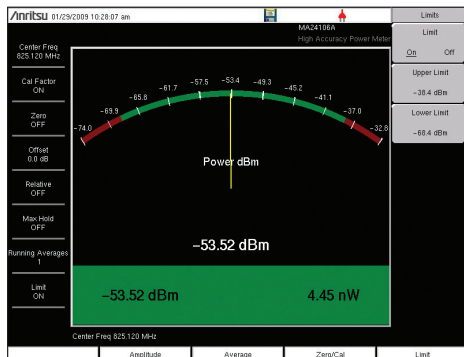 Anritsu 01/29/2009 10:28:07 am
MA24106A
High Accuracy Power Meter
Center Freq
825.120 MHz
Cal Factor
ON
Zero
OFF
Offset
0.0 dB
Relative
OFF
Max Hold
OFF
Running Averages
1
Limit
ON
-74.0
-69.9
-65.8
-61.7
-57.5
-53.4
-49.3
-45.2
-41.1
-37.0
-32.8
Power dBm
-53.52 dBm
-53.52 dBm 4.45 nW
Center Freq 825.120 MHz
Limits
Limit
On Off
Upper Limit
-38.4 dBm
Lower Limit
-68.4 dBm
Amplitude Average Zero/Cal Limit